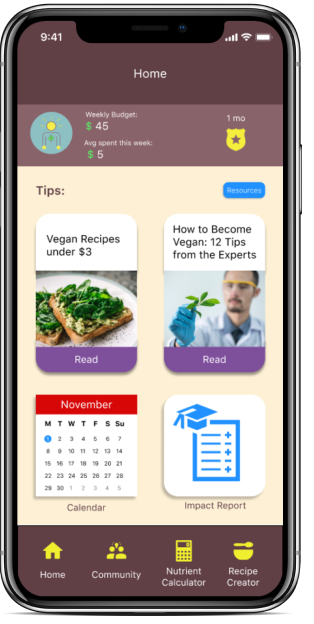 9:41
Home
Weekly Budget:
$ 45
Avg spent this week:
$ 5
1 mo
Tips:
Resources
Vegan Recipes
under $3
How to Become
Vegan: 12 Tips
from the Experts
Read
Read
November
M T W T F S Su
1 2 3 4 5 6 7
8 9 10 11 12 13 14
15 16 17 18 19 20 21
22 23 24 25 26 27 28
29 30 1 2 3 4 5
Calendar
Impact Report
Home
Community
Nutrient
Calculator
Recipe
Creator